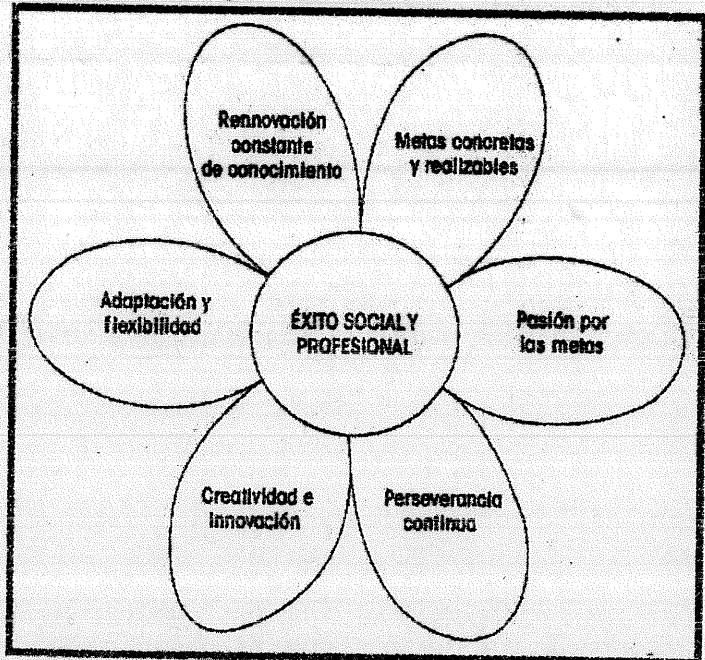 Rennovación
constante
de conocimiento
Metas concretas
y realizables
Adaptación y
flexibilidad
ÉXITO SOCIAL Y
PROFESIONAL
Pasión por
las metas
Creatividad e
innovación
Perseverancia
continua